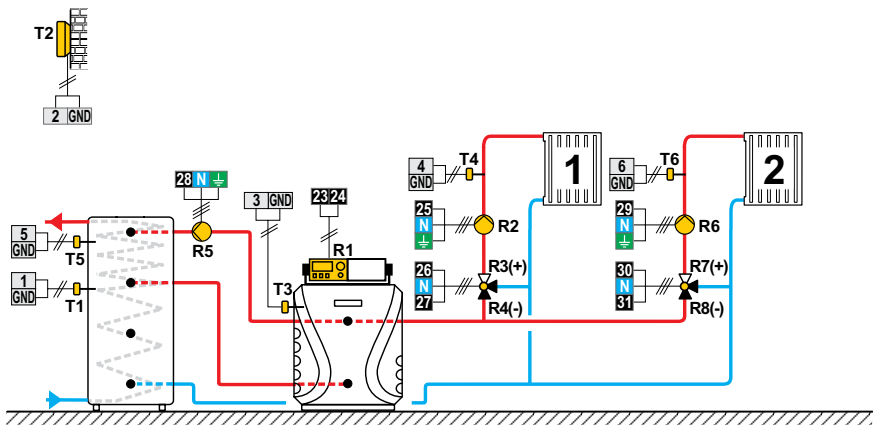 T2
2 GND
28 N
3 GND
23 24
4
GND
T4
1
6
GND
T6
2
5
GND
T5
R5
25
N
R2
29
N
R6
R1
1
GND
T1
T3
26
N
27
R3(+)
R4(-)
30
N
31
R7(+)
R8(-)